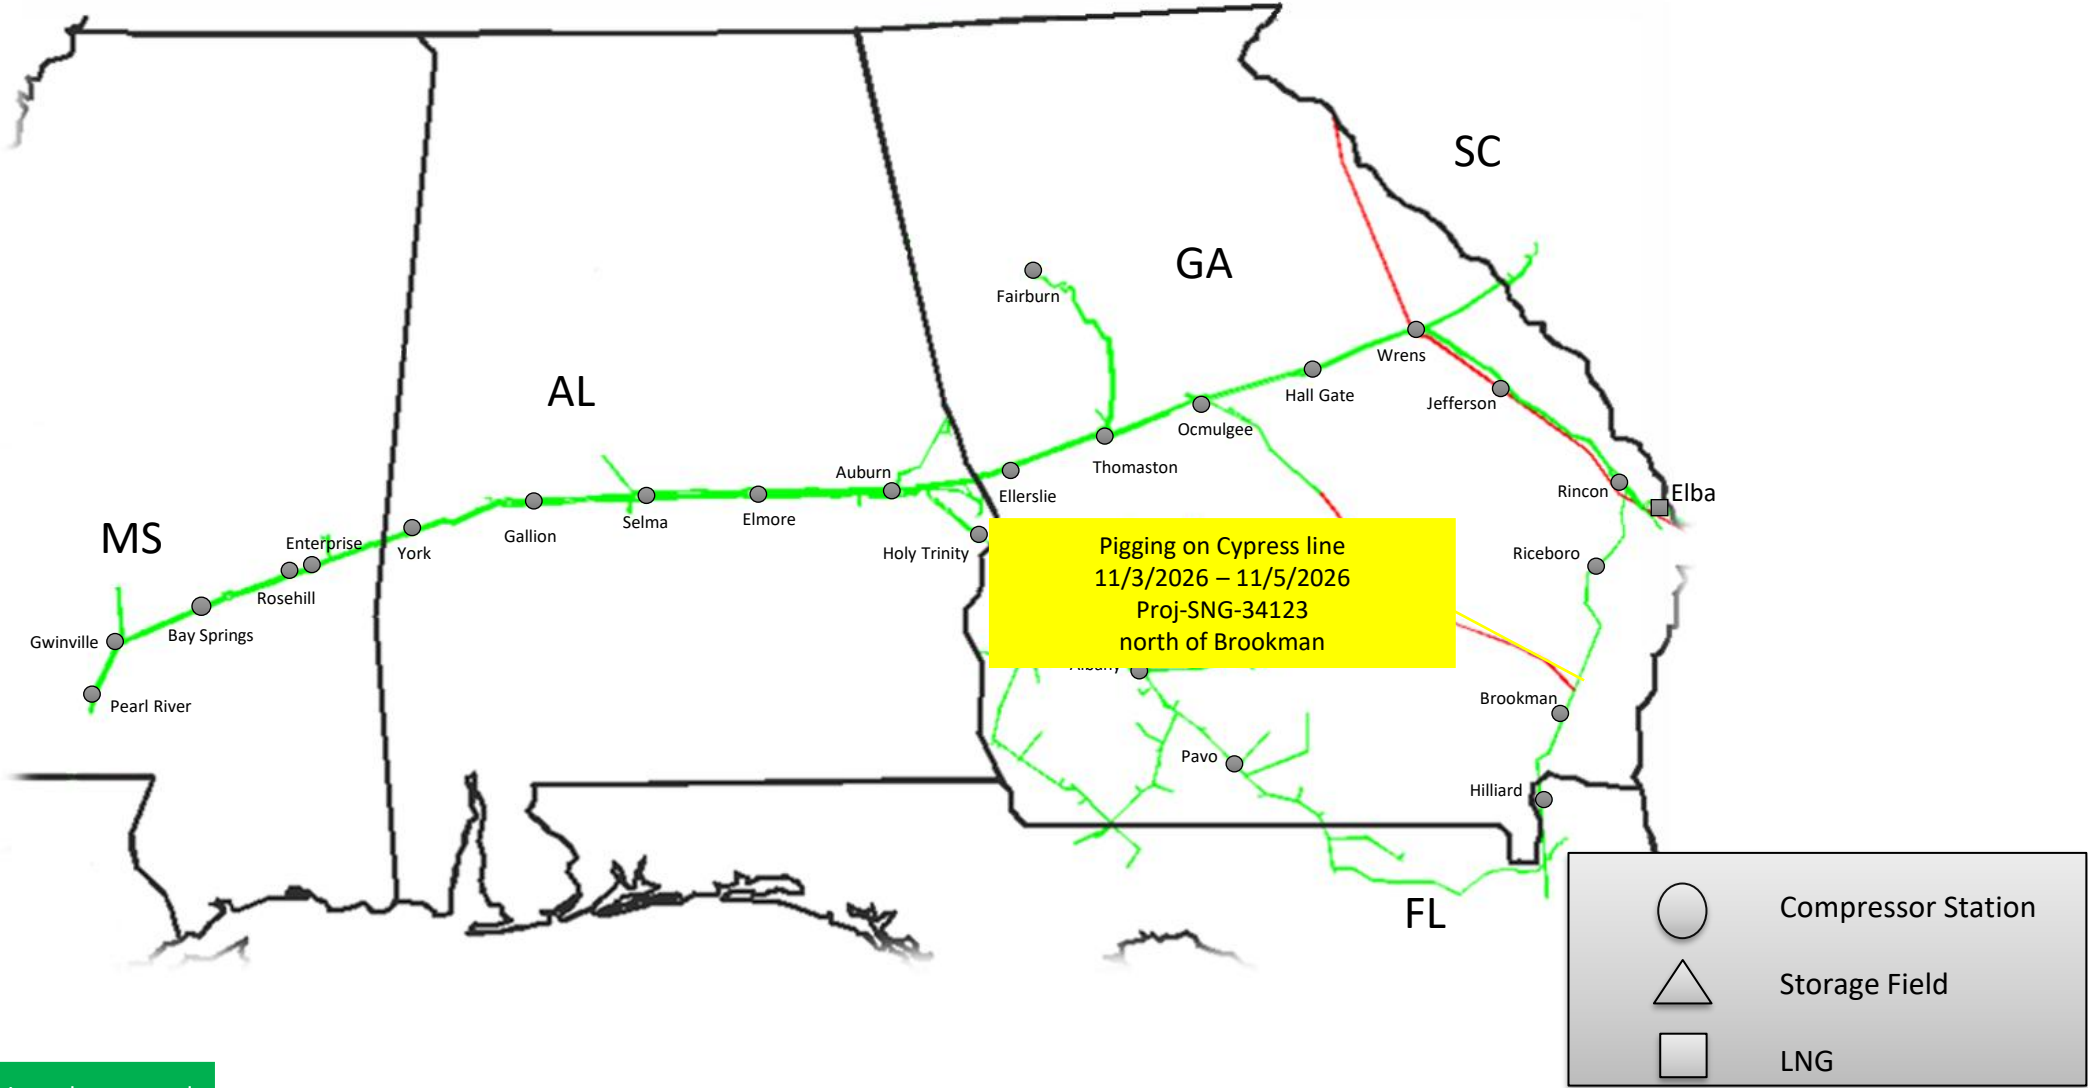 SC
GA
Fairburn
Wrens
Hall Gate
Jefferson
AL
Ocmulgee
Thomaston
Auburn
Ellerslie
Rincon
Elba
Selma
Elmore
Gallion
MS
Enterprise
York
Holy Trinity
Riceboro
Pigging on Cypress line
11/3/2026 – 11/5/2026
Proj-SNG-34123
north of Brookman
Rosehill
Bay Springs
Gwinville
Albany
Pearl River
Brookman
Pavo
Hilliard
FL
Compressor Station
Storage Field
LNG